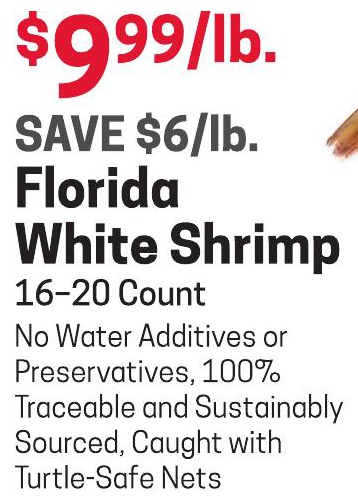 $9.99/lb.
SAVE $6/lb.
Florida
White Shrimp
16–20 Count
No Water Additives or
Preservatives, 100%
Traceable and Sustainably
Sourced, Caught with
Turtle-Safe Nets